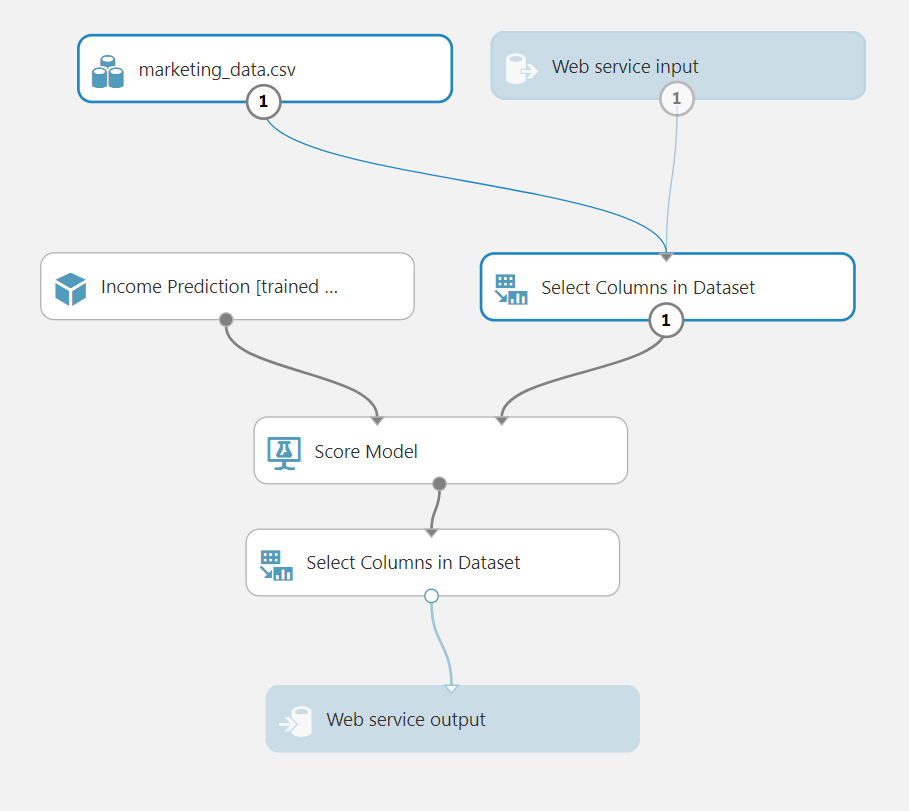 marketing_data.csv
Web service input
1
1
Income Prediction [trained ...
Select Columns in Dataset
1
Score Model
Select Columns in Dataset
Web service output